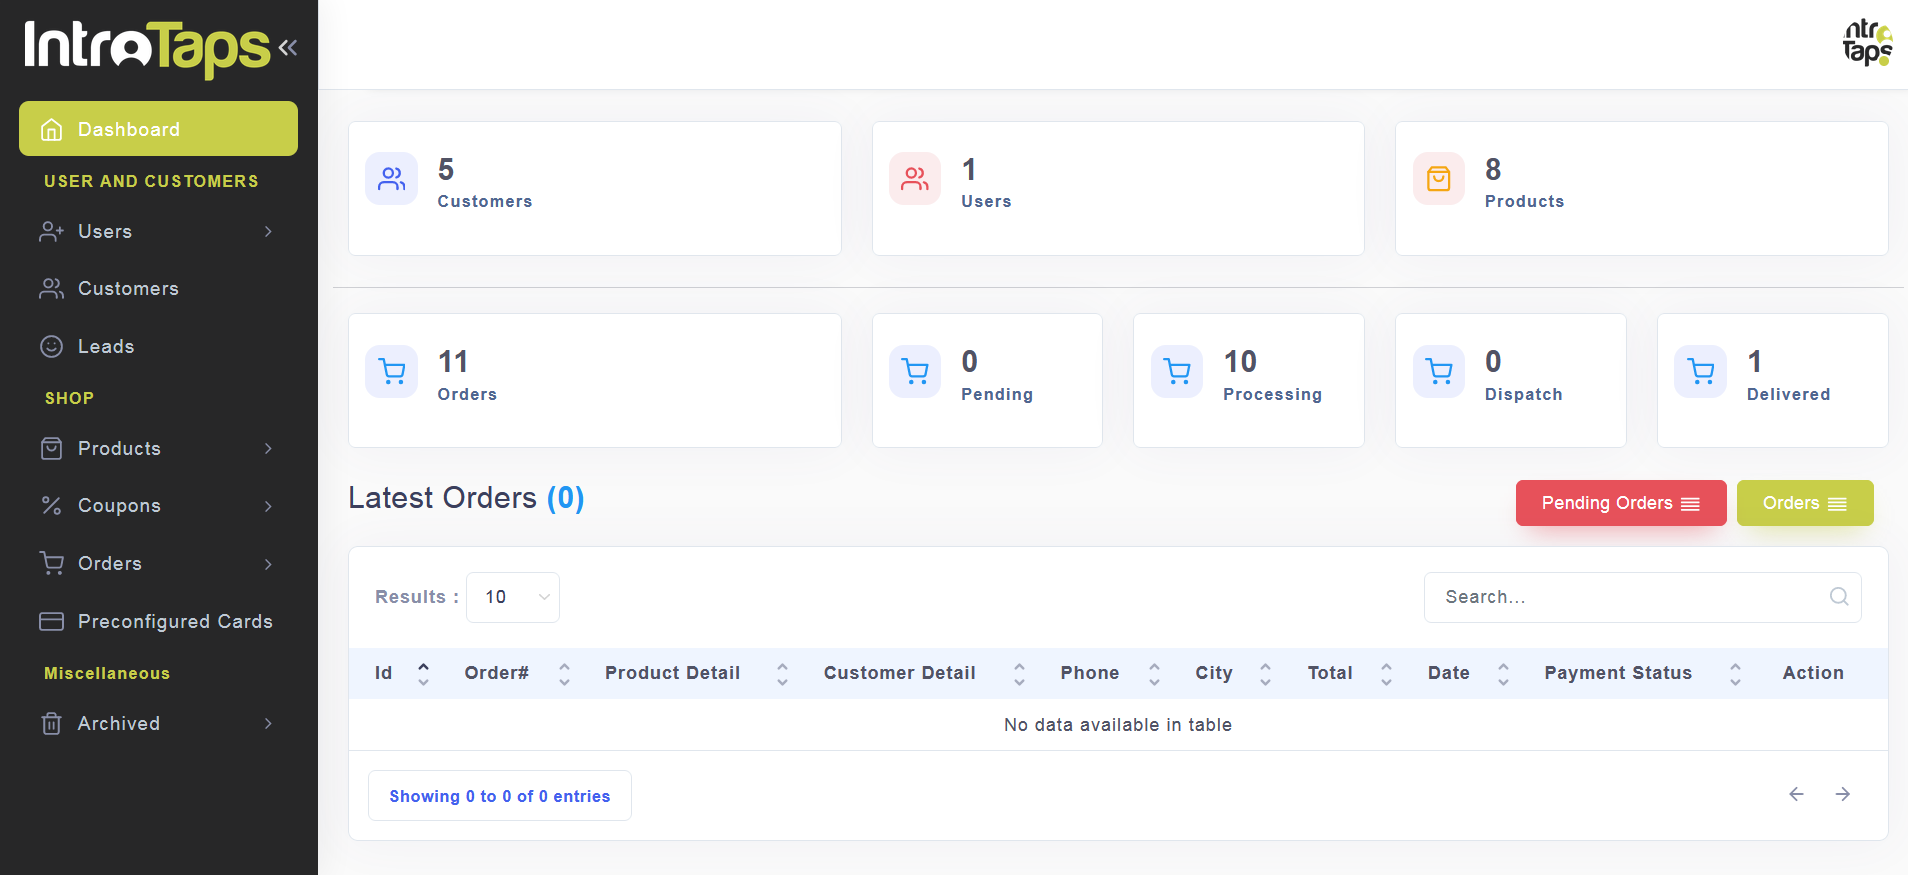 IntroTaps
ntr
Taps
Dashboard
USER AND CUSTOMERS
Users
Customers
Leads
SHOP
Products
Coupons
Orders
Preconfigured Cards
Miscellaneous
Archived
5
Customers
1
Users
8
Products
11
Orders
0
Pending
10
Processing
0
Dispatch
1
Delivered
Latest Orders (0)
Pending Orders
Orders
Results : 10
Search...
Id Order# Product Detail Customer Detail Phone City Total Date Payment Status Action
No data available in table
Showing 0 to 0 of 0 entries